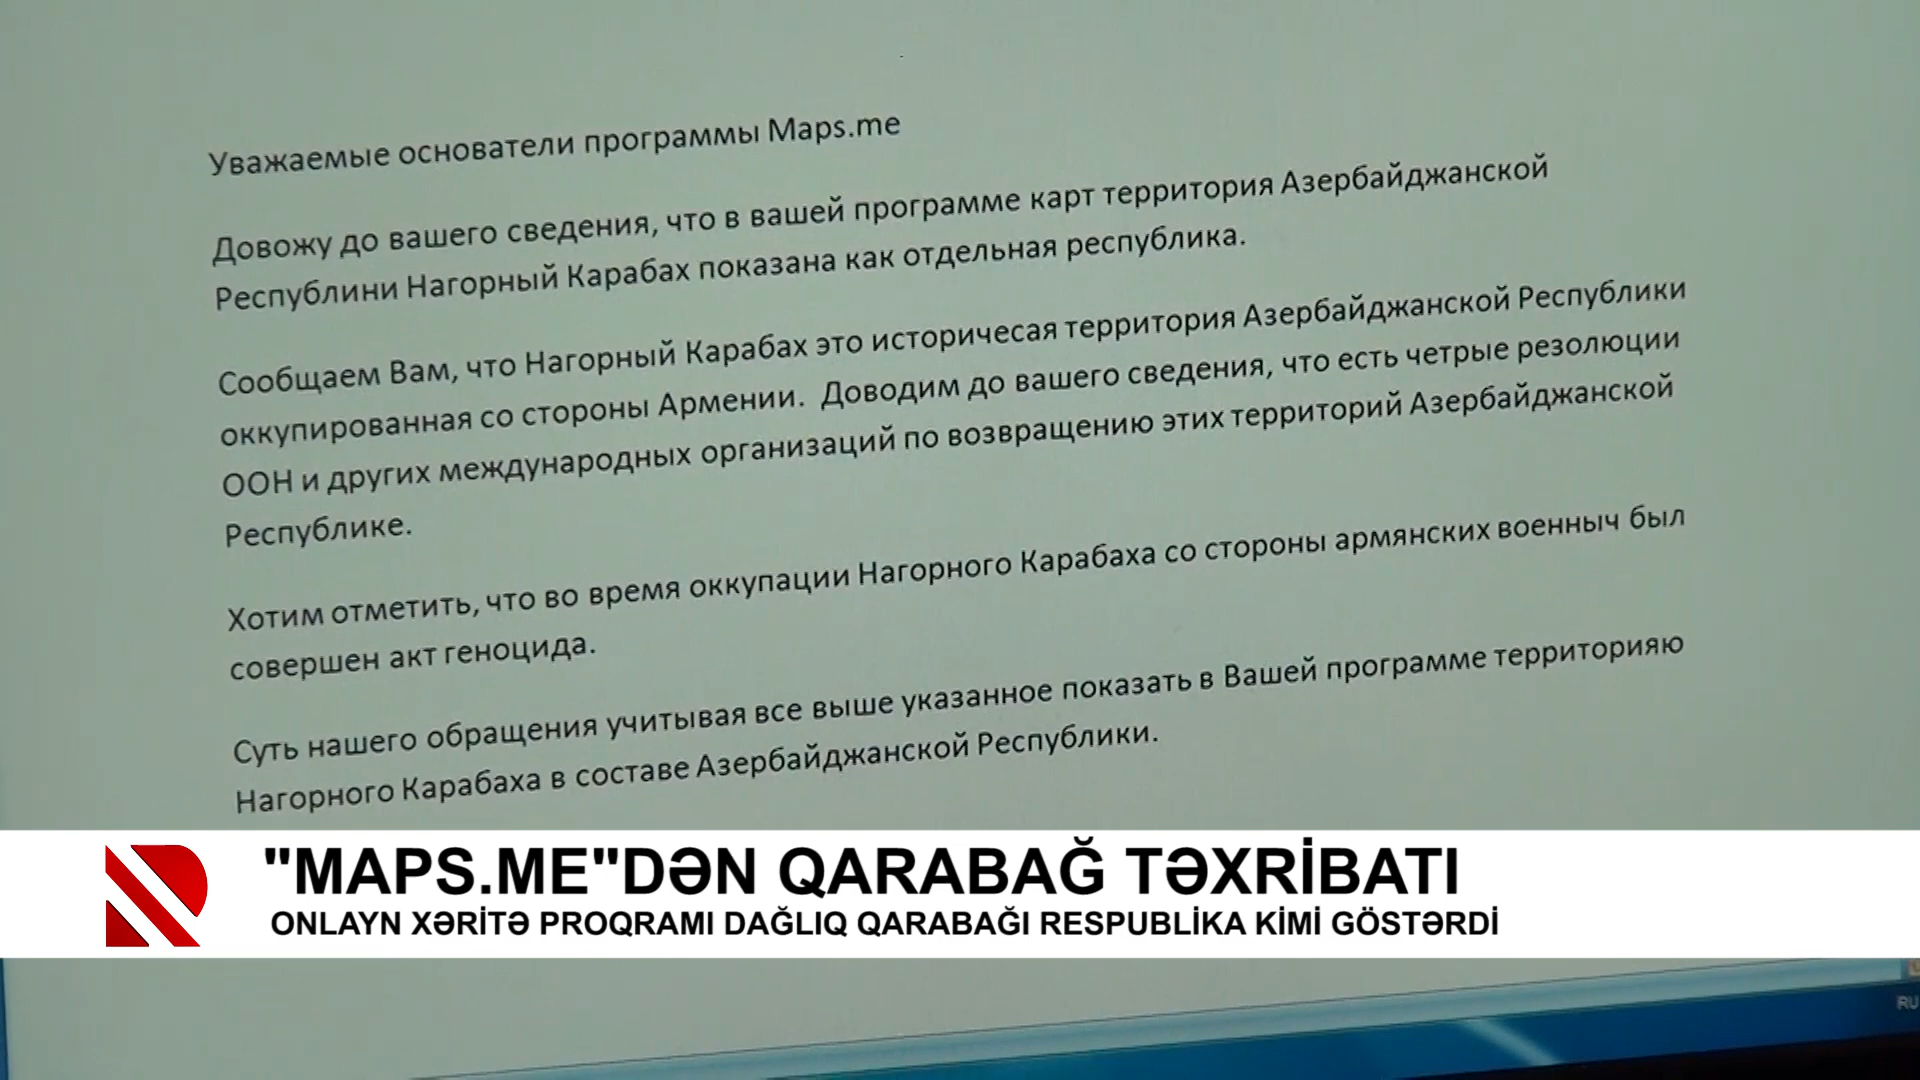 Уважаемые основатели программы Maps.me
Довожу до вашего сведения, что в вашей программе карт территория Азербайджанской
Республини Нагорный Карабах показана как отдельная республика.
Сообщаем Вам, что Нагорный Карабах это историчесая территория Азербайджанской Республики
оккупированная со стороны Армении. Доводим до вашего сведения, что есть четрые резолюции
ООН и других международных организаций по возвращению этих территорий Азербайджанской
Республике.
Хотим отметить, что во время оккупации Нагорного Карабаха со стороны армянских военныч был
совершен акт геноцида.
Суть нашего обращения учитывая все выше указанное показать в Вашей программе территорияю
Нагорного Карабаха в составе Азербайджанской Республики.
"MAPS.ME"DƏN QARABAĞ TƏXRİBATI
ONLAYN XƏRİTƏ PROQRAMI DAĞLIQ QARABAĞI RESPUBLİKA KİMİ GÖSTƏRDİ
RU